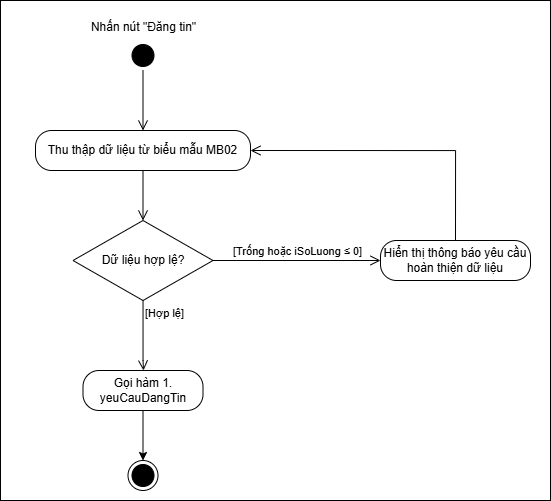 Nhấn nút "Đăng tin"
Thu thập dữ liệu từ biểu mẫu MB02
Dữ liệu hợp lệ?
[Trống hoặc iSoLuong ≤ 0]
Hiển thị thông báo yêu cầu
hoàn thiện dữ liệu
[Hợp lệ]
Gọi hàm 1.
yeuCauDangTin